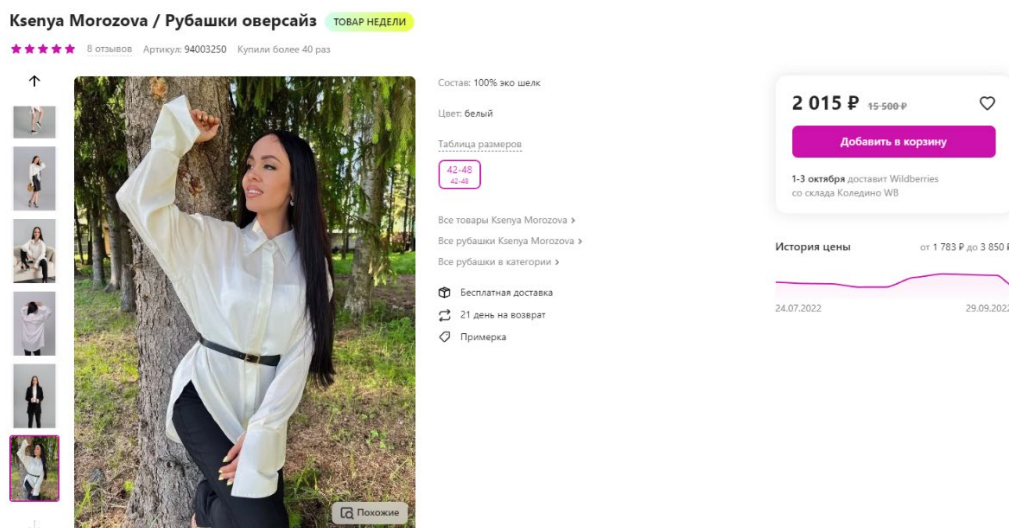 Ksenya Morozova / Рубашки оверсайз ТОВАР НЕДЕЛИ
8 отзывов Артикул: 94003250 Купили более 40 раз
Состав: 100% эко шелк
Цвет: белый
Таблица размеров
42-48
42-48
Все товары Ksenya Morozova
Все рубашки Ksenya Morozova
Все рубашки в категории
Бесплатная доставка
21 день на возврат
Примерка
Похожие
2 015 ₽ 15 500 ₽
Добавить в корзину
1-3 октября доставит Wildberries
со склада Коледино WB
История цены от 1 783 ₽ до 3 850 ₽
24.07.2022 29.09.2022